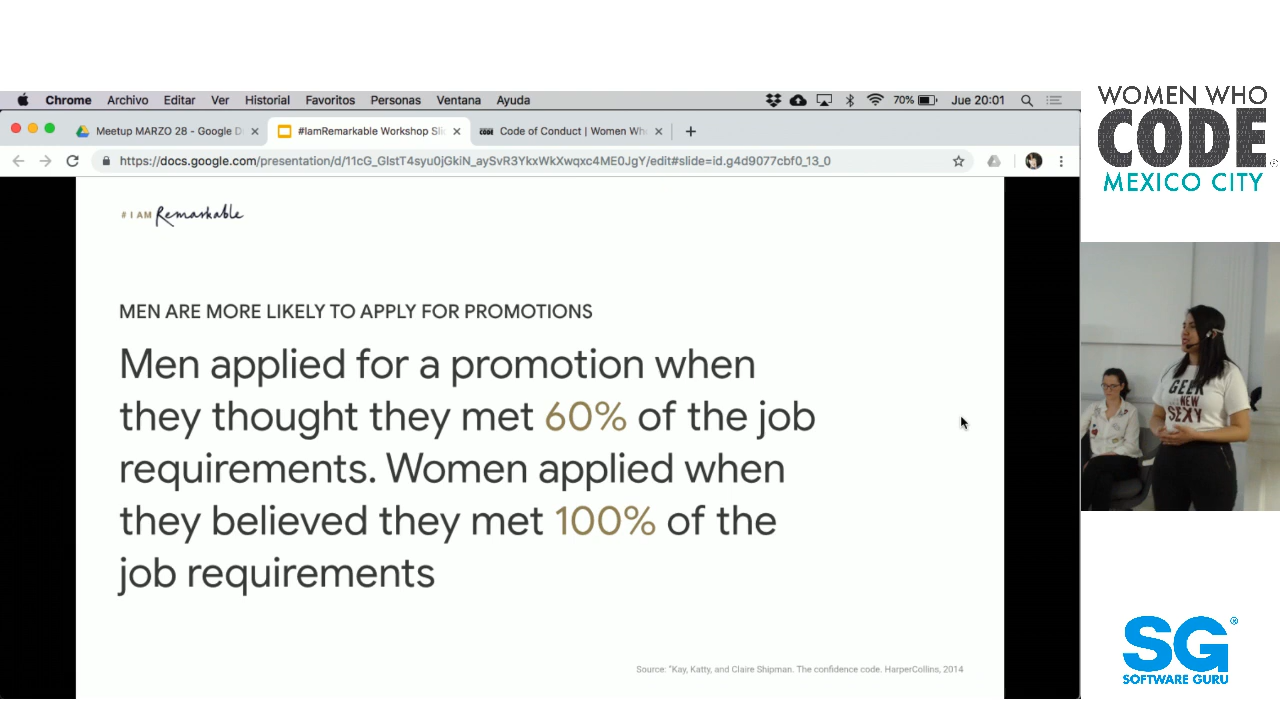 Chrome Archivo Editar Ver Historial Favoritos Personas Ventana Ayuda 70% Jue 20:01
Meetup MARZO 28 - Google D
#IamRemarkable Workshop Sli
Code of Conduct | Women Wh
https://docs.google.com/presentation/d/11cG_GlstT4syu0jGkiN_aySvR3YkxWkXwqxc4ME0JgY/edit#slide=id.g4d9077cbf0_13_0
# I AM Remarkable
MEN ARE MORE LIKELY TO APPLY FOR PROMOTIONS
Men applied for a promotion when
they thought they met 60% of the job
requirements. Women applied when
they believed they met 100% of the
job requirements
Source: "Kay, Katty, and Claire Shipman. The confidence code. HarperCollins, 2014
WOMEN WHO
CODE®
MEXICO CITY
GEEK
NEW
SEXY
SG®
SOFTWARE GURU